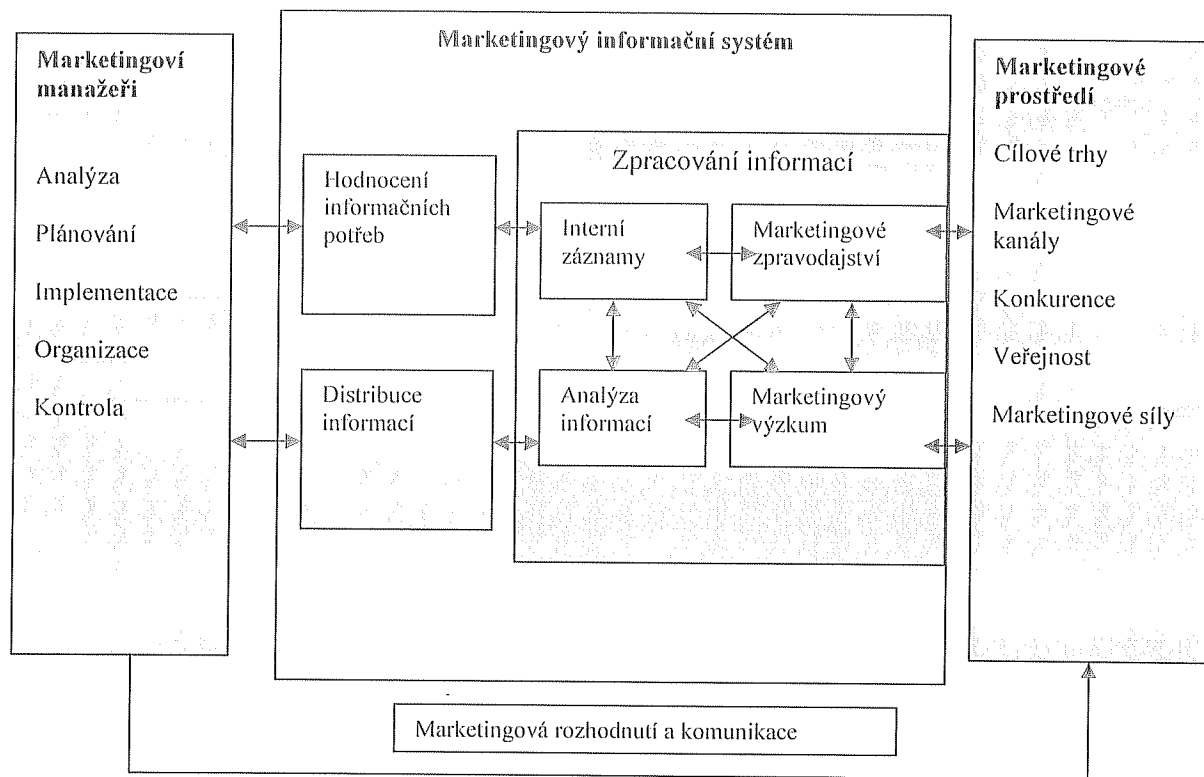 Marketingový informační systém
Marketingoví
manažeři
Analýza
Plánování
Implementace
Organizace
Kontrola
Hodnocení
informačních
potřeb
Distribuce
informací
Zpracování informací
Interní
záznamy
Marketingové
zpravodajství
Analýza
informací
Marketingový
výzkum
Marketingové
prostředí
Cílové trhy
Marketingové
kanály
Konkurence
Veřejnost
Marketingové síly
Marketingová rozhodnutí a komunikace